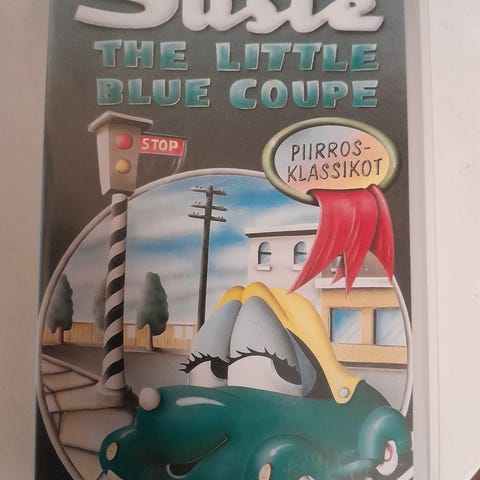 Susie
THE LITTLE
BLUE COUPE
STOP
PIIRROS-
KLASSIKOT